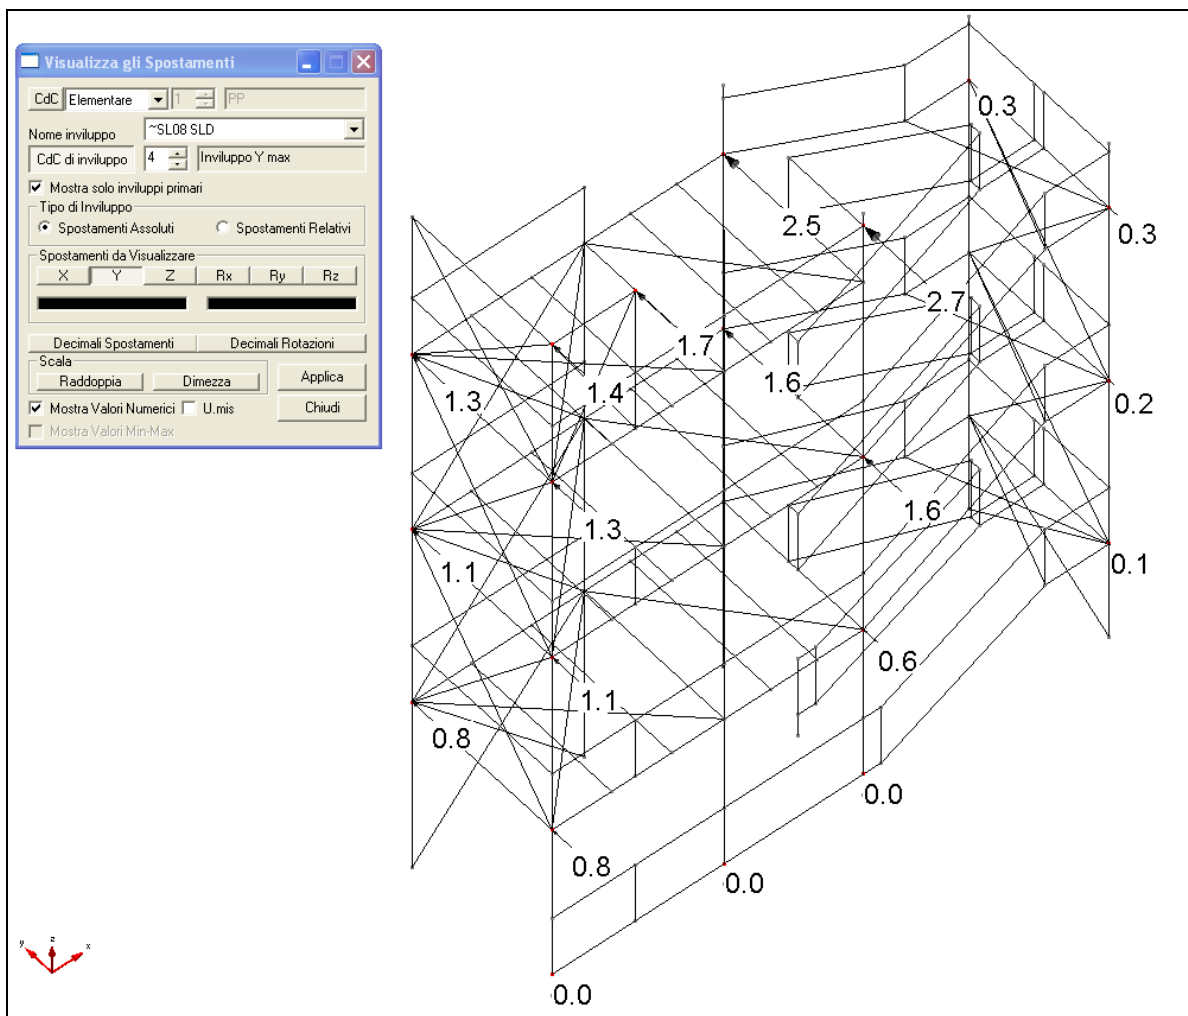 Visualizza gli Spostamenti
CdC Elementare 1 PP
Nome inviluppo ~SL08 SLD
CdC di inviluppo 4 Inviluppo Y max
Mostra solo inviluppi primari
Tipo di Inviluppo
Spostamenti Assoluti Spostamenti Relativi
Spostamenti da Visualizzare
X Y Z Rx Ry Rz
Decimali Spostamenti Decimali Rotazioni
Scala
Raddoppia Dimezza Applica
Mostra Valori Numerici U.mis Chiudi
Mostra Valori Min-Max
0.3
2.5
0.3
2.7
1.7
1.6
1.4
1.3
0.2
1.6
1.3
0.1
1.1
0.6
1.1
0.8
0.0
0.8
0.0
0.0
y z x